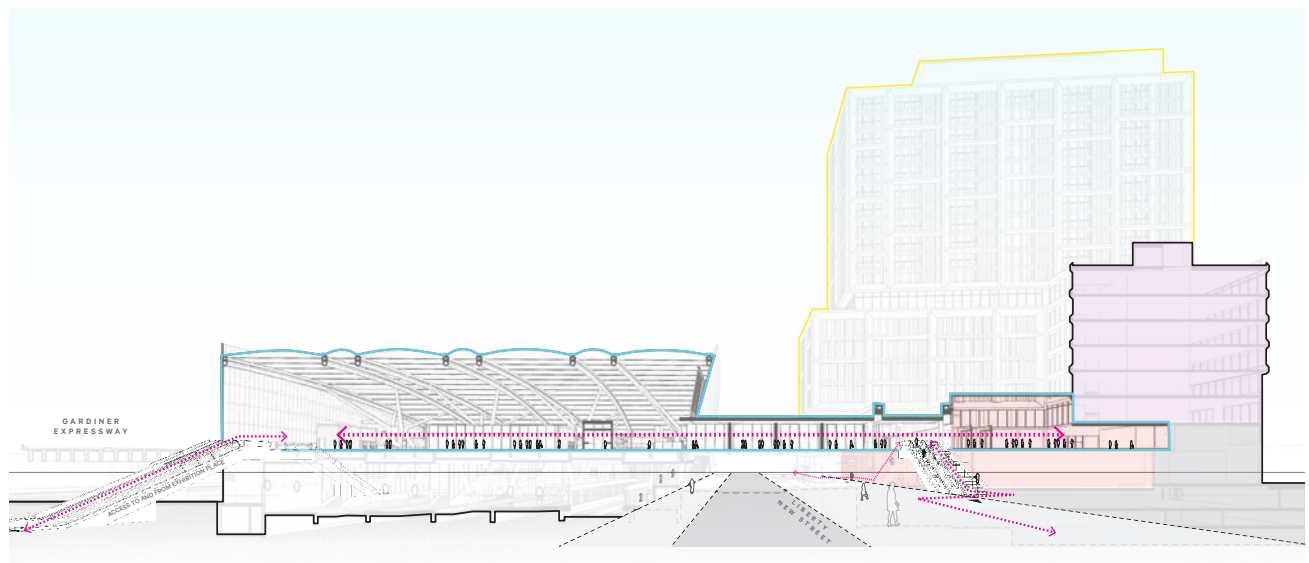 GARDINER
EXPRESSWAY
ACCESS TO AND FROM EXHIBITION PLACE
LIBERTY
NEW STREET